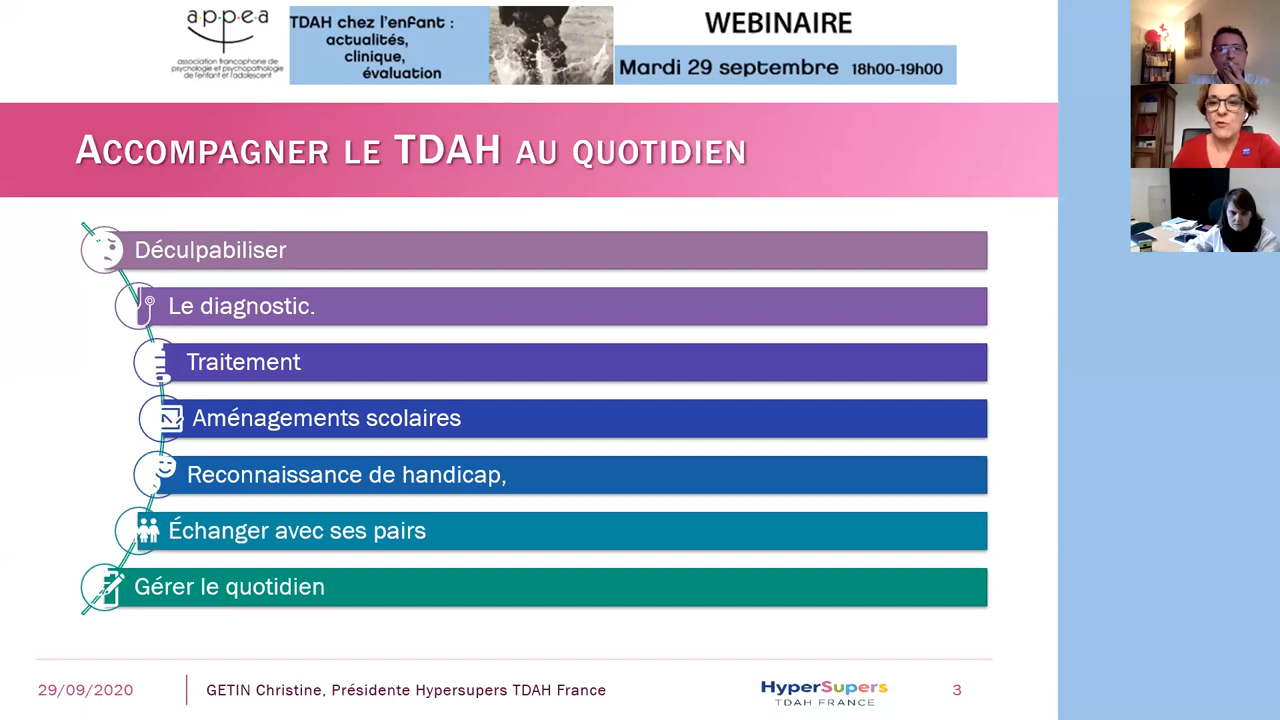 appea
association francophone de
psychologie et psychopathologie
de l'enfant et l'adolescent
TDAH chez l'enfant :
actualités,
clinique,
évaluation
WEBINAIRE
Mardi 29 septembre 18h00-19h00
ACCOMPAGNER LE TDAH AU QUOTIDIEN
Déculpabiliser
Le diagnostic.
Traitement
Aménagements scolaires
Reconnaissance de handicap,
Échanger avec ses pairs
Gérer le quotidien
29/09/2020
GETIN Christine, Présidente Hypersupers TDAH France
HyperSupers
TDAH FRANCE
3